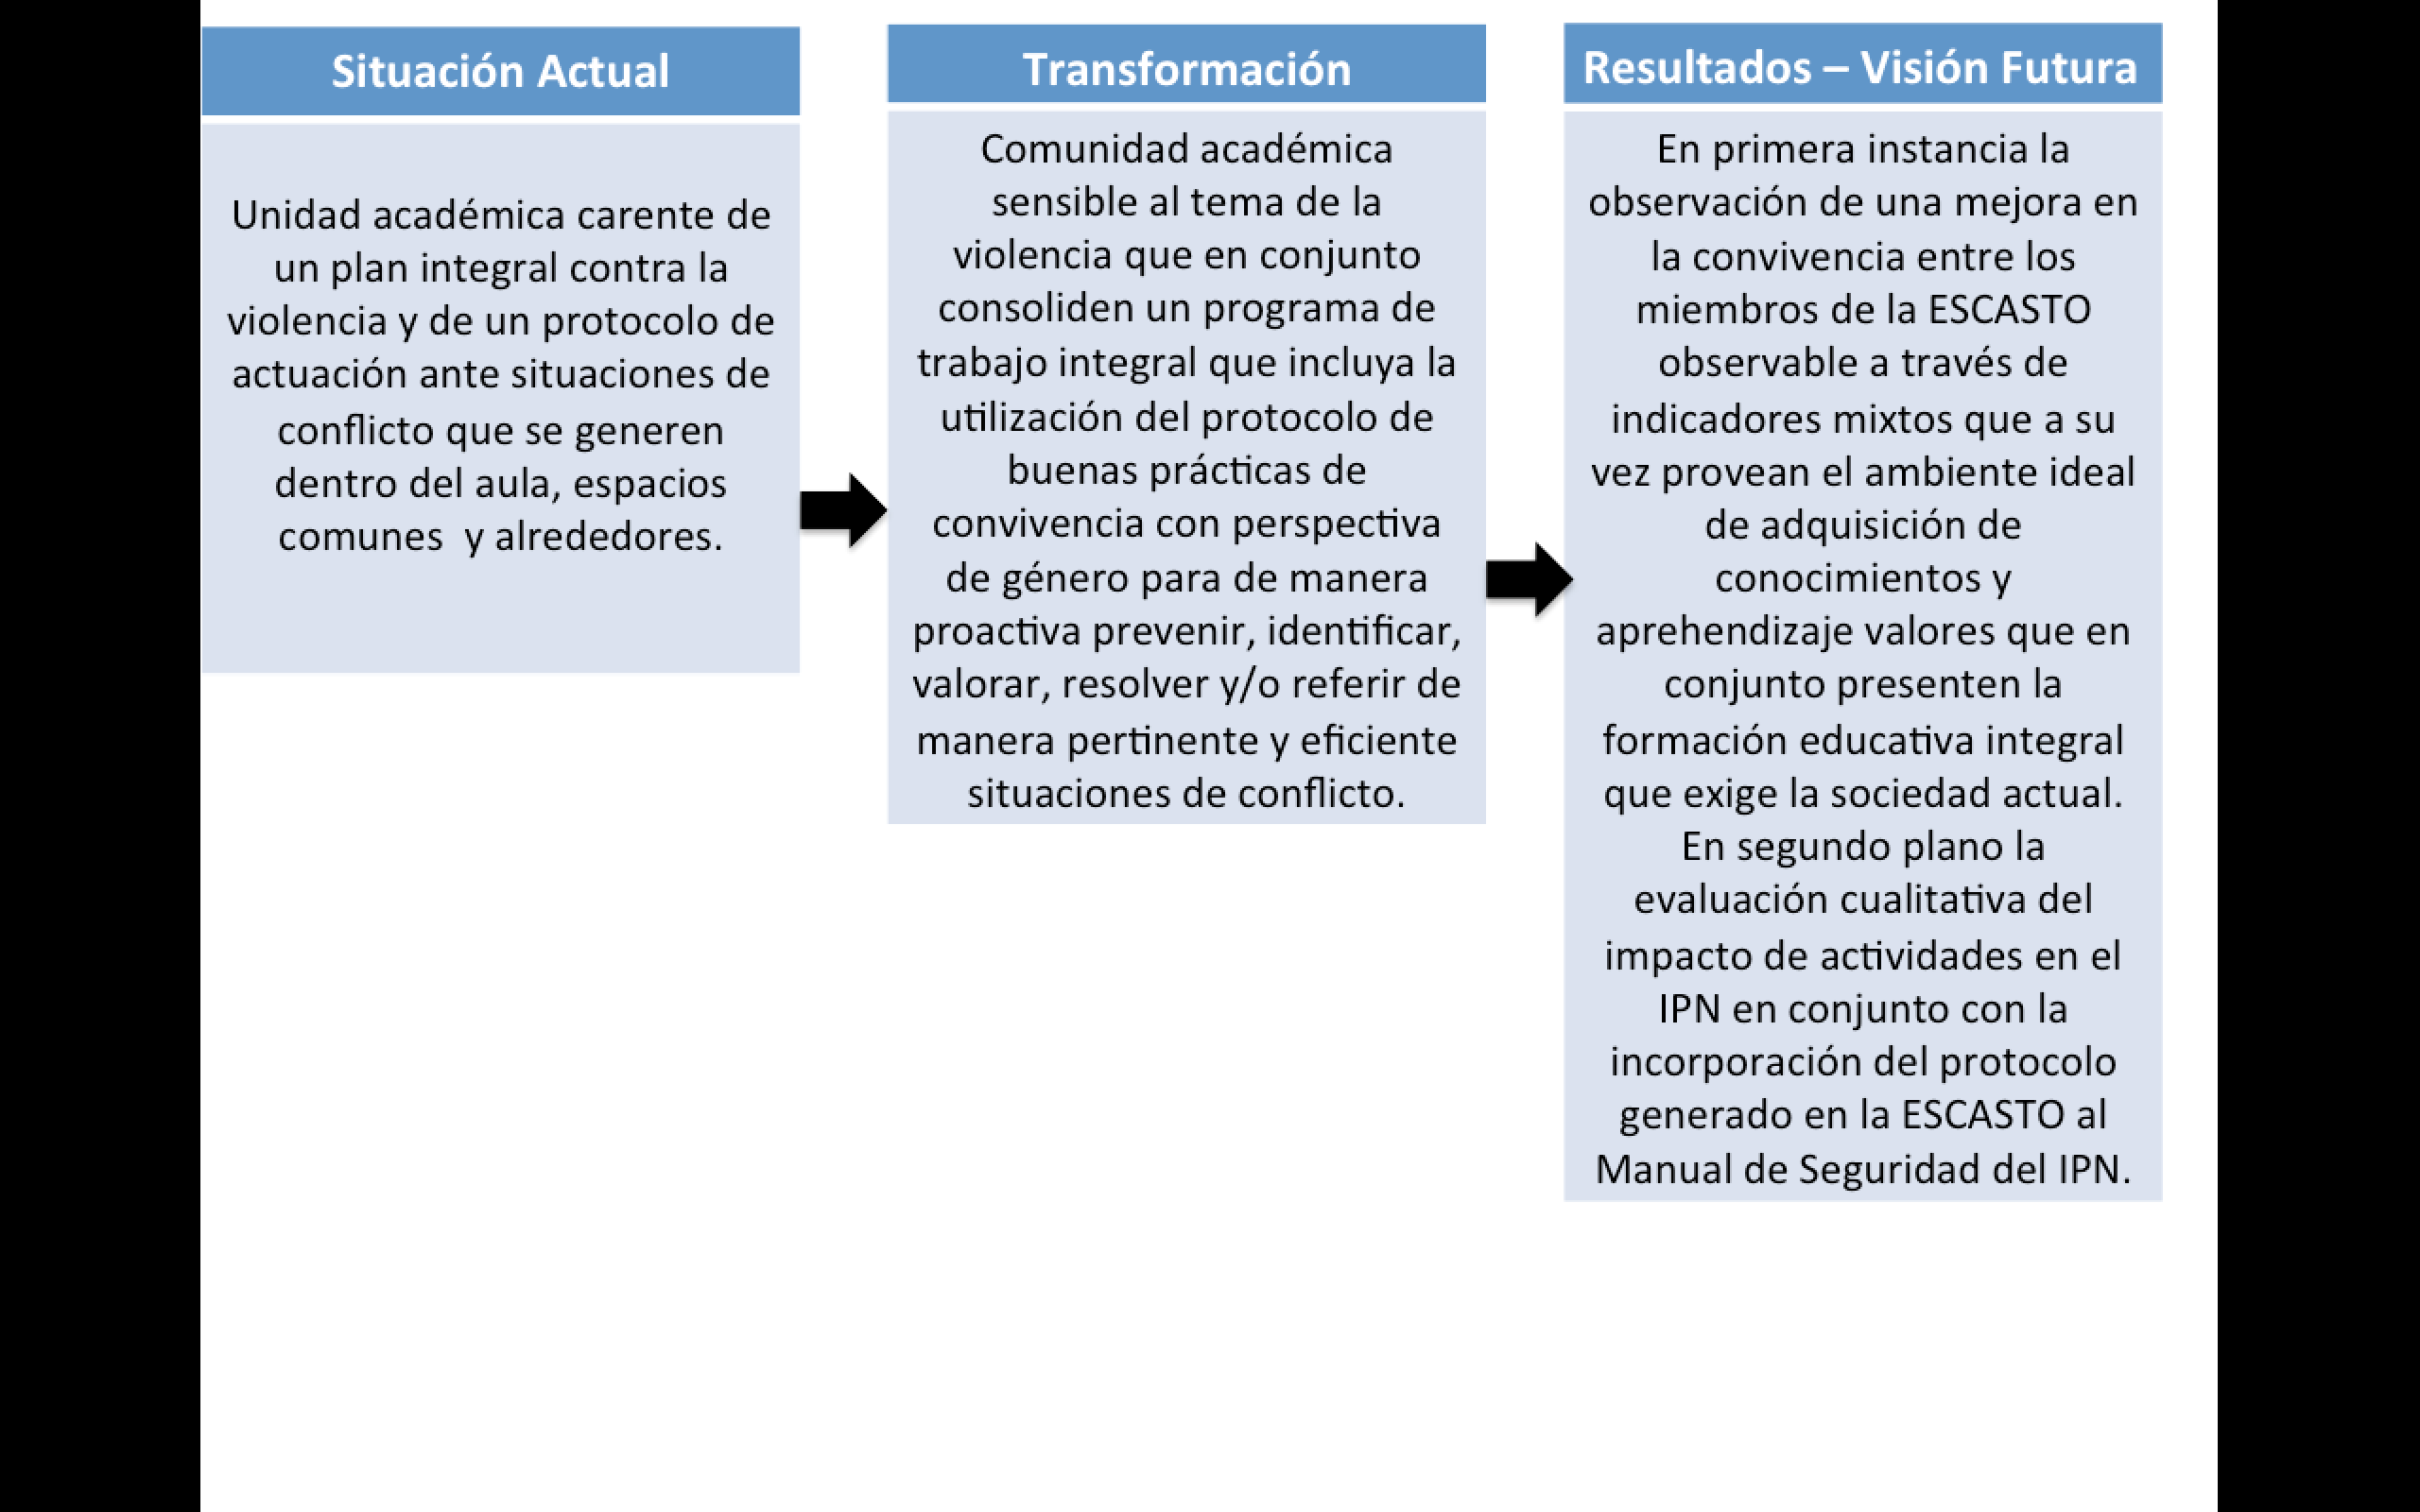 Situación Actual
Unidad académica carente de
un plan integral contra la
violencia y de un protocolo de
actuación ante situaciones de
conflicto que se generen
dentro del aula, espacios
comunes  y alrededores.
Transformación
Comunidad académica
sensible al tema de la
violencia que en conjunto
consoliden un programa de
trabajo integral que incluya la
utilización del protocolo de
buenas prácticas de
convivencia con perspectiva
de género para de manera
proactiva prevenir, identificar,
valorar, resolver y/o referir de
manera pertinente y eficiente
situaciones de conflicto.
Resultados – Visión Futura
En primera instancia la
observación de una mejora en
la convivencia entre los
miembros de la ESCASTO
observable a través de
indicadores mixtos que a su
vez provean el ambiente ideal
de adquisición de
conocimientos y
aprehendizaje valores que en
conjunto presenten la
formación educativa integral
que exige la sociedad actual.
En segundo plano la
evaluación cualitativa del
impacto de actividades en el
IPN en conjunto con la
incorporación del protocolo
generado en la ESCASTO al
Manual de Seguridad del IPN.